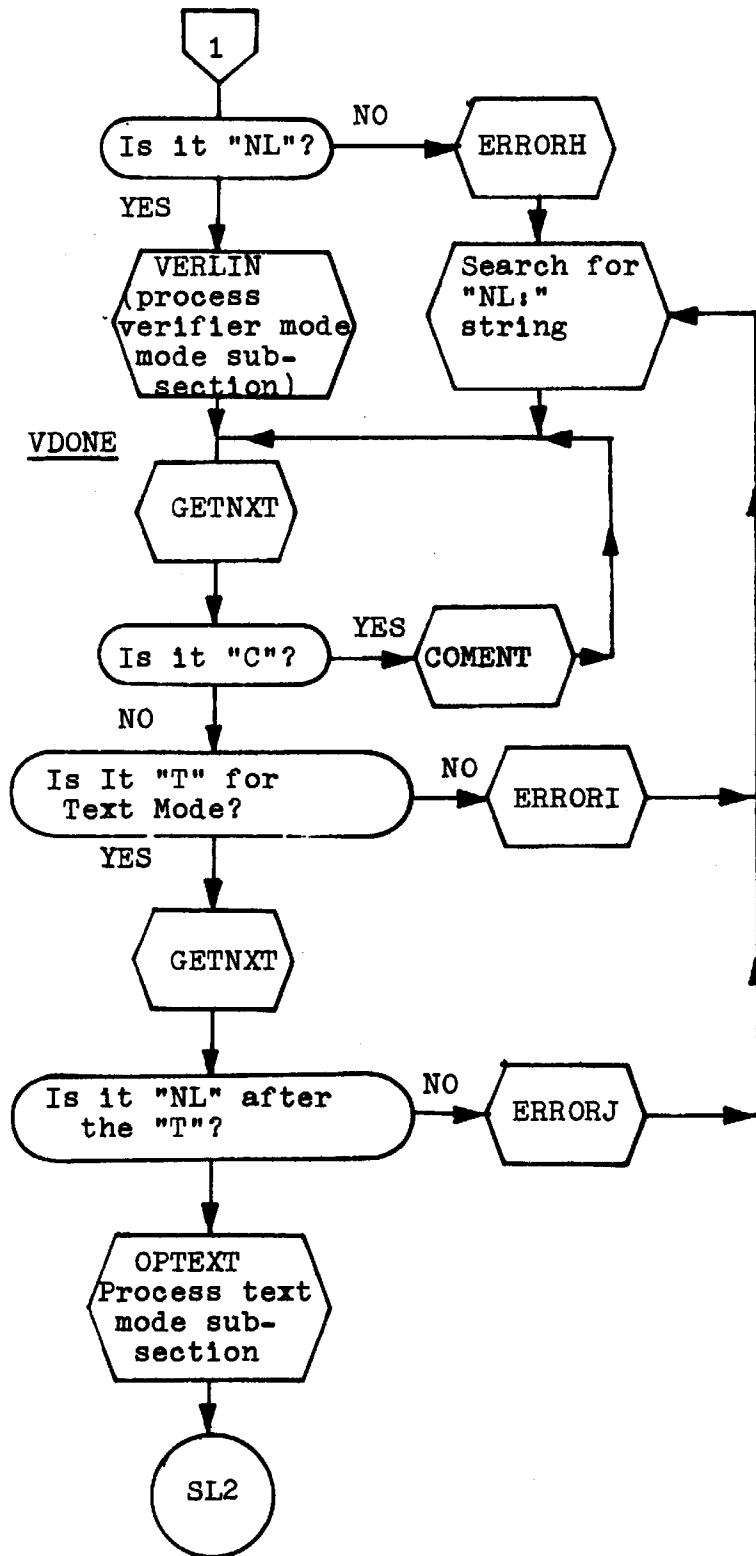 1
NO
Is it "NL"?
ERRORH
YES
VERLIN
(process
verifier mode
mode sub-
section)
Search for
"NL:"
string
VDONE
GETNXT
Is it "C"?
YES
COMENT
NO
Is It "T" for
Text Mode?
NO
ERRORI
YES
GETNXT
Is it "NL" after
the "T"?
NO
ERRORJ
OPTEXT
Process text
mode sub-
section
SL2